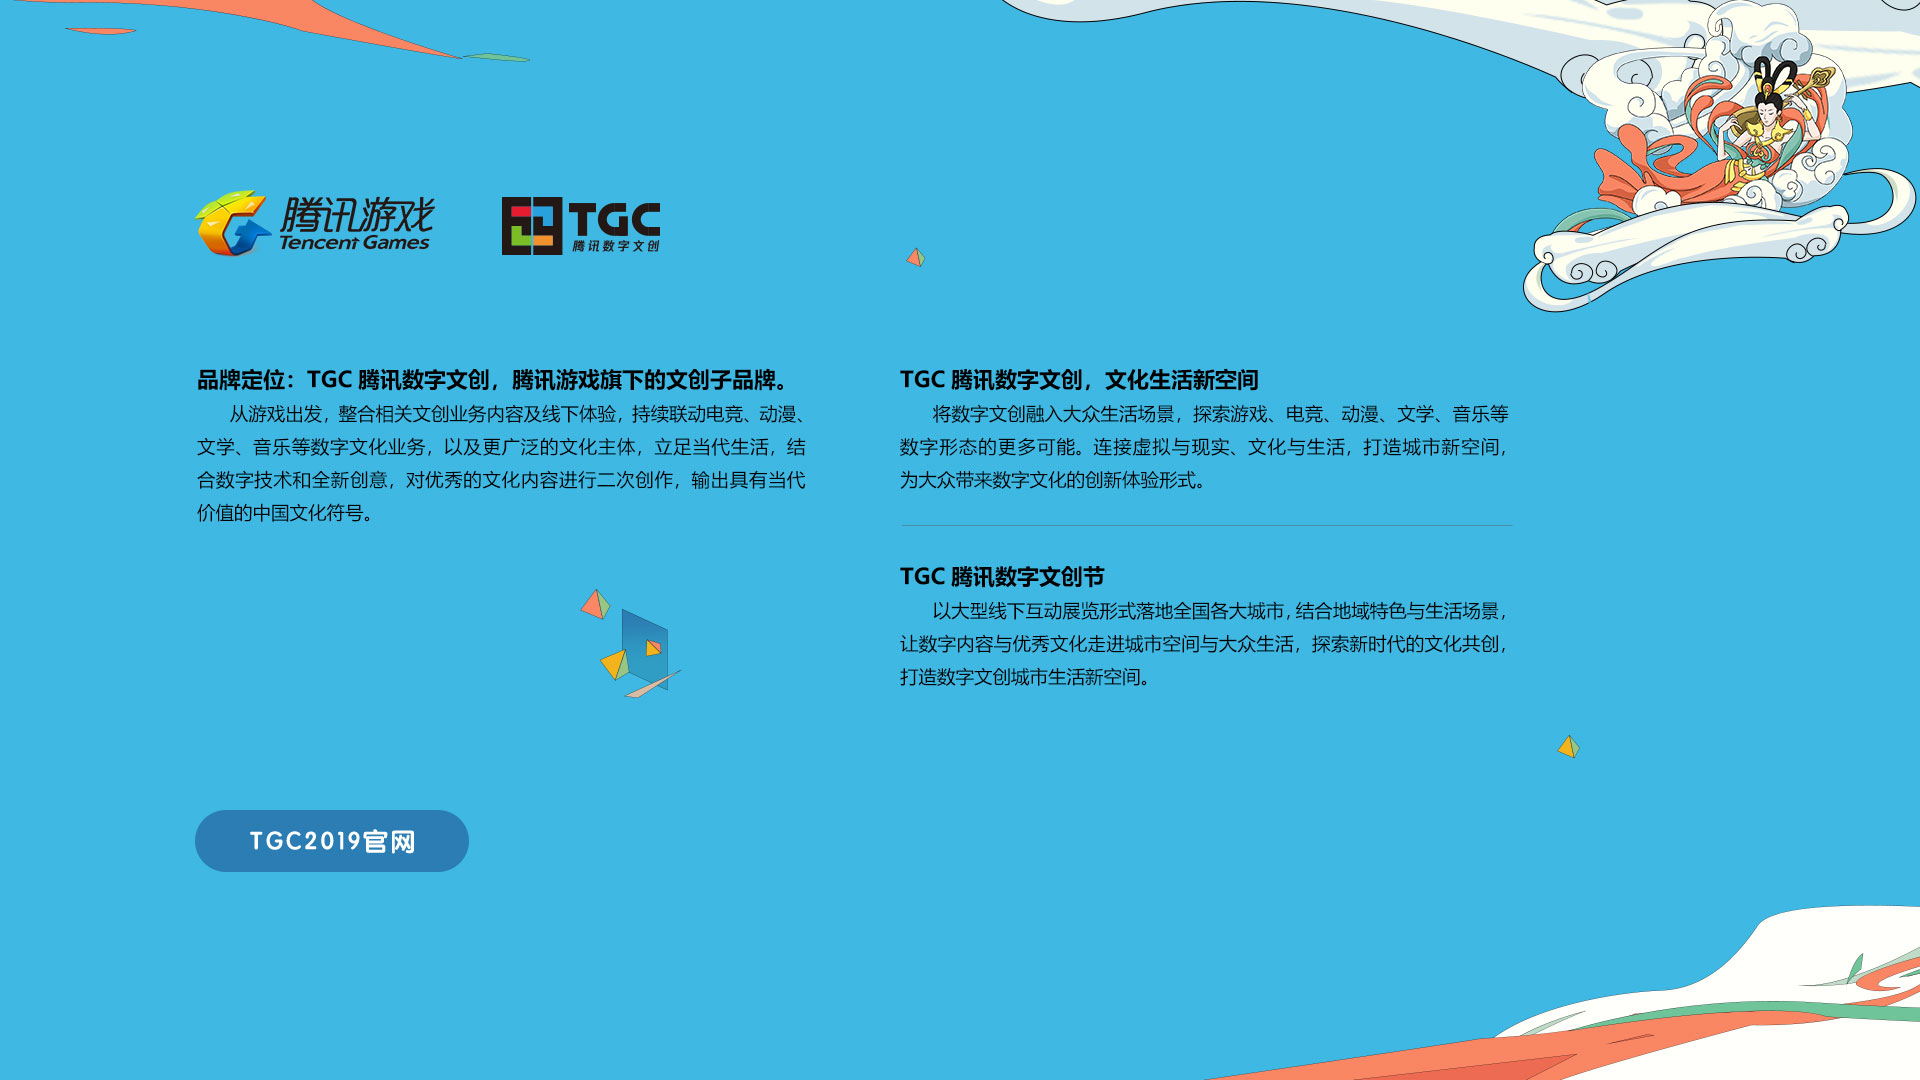 腾讯游戏
Tencent Games
TGC
腾讯数字文创
品牌定位：TGC 腾讯数字文创，腾讯游戏旗下的文创子品牌。
从游戏出发，整合相关文创业务内容及线下体验，持续联动电竞、动漫、
文学、音乐等数字文化业务，以及更广泛的文化主体，立足当代生活，结
合数字技术和全新创意，对优秀的文化内容进行二次创作，输出具有当代
价值的中国文化符号。
TGC 腾讯数字文创，文化生活新空间
将数字文创融入大众生活场景，探索游戏、电竞、动漫、文学、音乐等
数字形态的更多可能。连接虚拟与现实、文化与生活，打造城市新空间，
为大众带来数字文化的创新体验形式。
TGC 腾讯数字文创节
以大型线下互动展览形式落地全国各大城市，结合地域特色与生活场景，
让数字内容与优秀文化走进城市空间与大众生活，探索新时代的文化共创，
打造数字文创城市生活新空间。
TGC2019官网